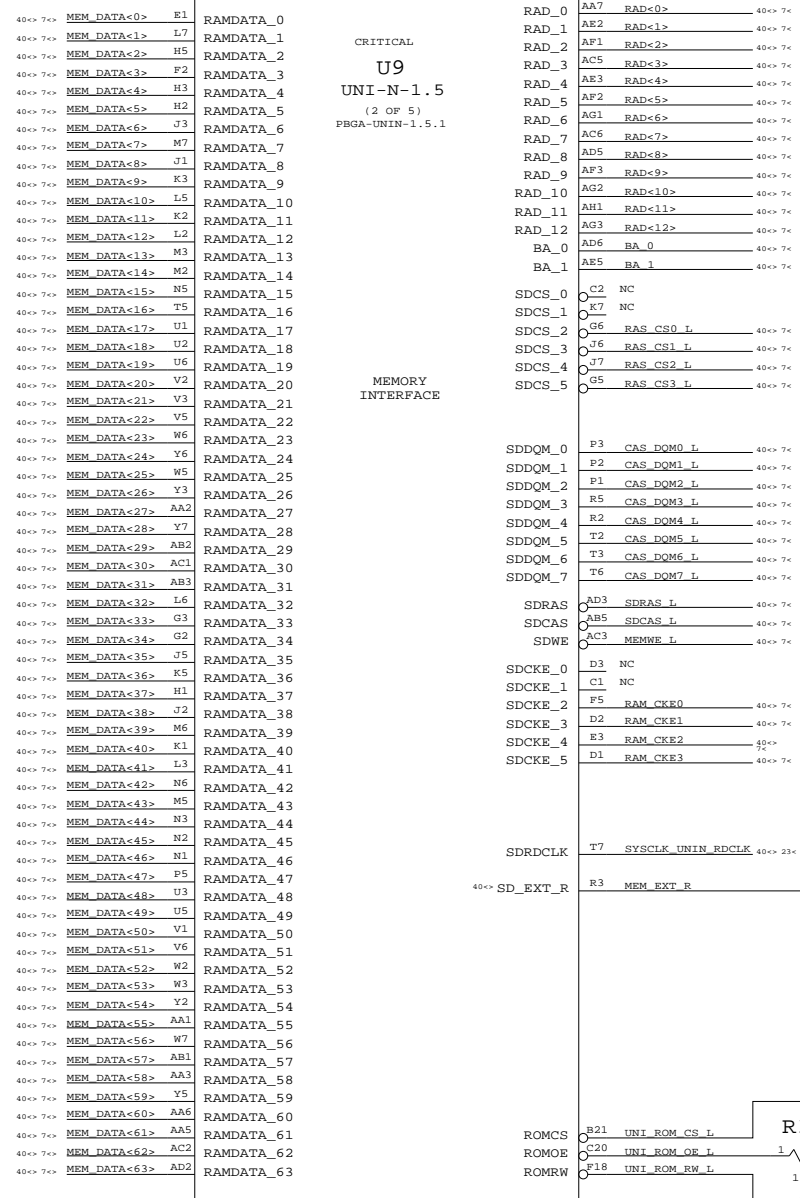 40<> 7<> MEM_DATA<0> E1 RAMDATA_0
40<> 7<> MEM_DATA<1> L7 RAMDATA_1
40<> 7<> MEM_DATA<2> H5 RAMDATA_2
40<> 7<> MEM_DATA<3> F2 RAMDATA_3
40<> 7<> MEM_DATA<4> H3 RAMDATA_4
40<> 7<> MEM_DATA<5> H2 RAMDATA_5
40<> 7<> MEM_DATA<6> J3 RAMDATA_6
40<> 7<> MEM_DATA<7> M7 RAMDATA_7
40<> 7<> MEM_DATA<8> J1 RAMDATA_8
40<> 7<> MEM_DATA<9> K3 RAMDATA_9
40<> 7<> MEM_DATA<10> L5 RAMDATA_10
40<> 7<> MEM_DATA<11> K2 RAMDATA_11
40<> 7<> MEM_DATA<12> L2 RAMDATA_12
40<> 7<> MEM_DATA<13> M3 RAMDATA_13
40<> 7<> MEM_DATA<14> M2 RAMDATA_14
40<> 7<> MEM_DATA<15> N5 RAMDATA_15
40<> 7<> MEM_DATA<16> T5 RAMDATA_16
40<> 7<> MEM_DATA<17> U1 RAMDATA_17
40<> 7<> MEM_DATA<18> U2 RAMDATA_18
40<> 7<> MEM_DATA<19> U6 RAMDATA_19
40<> 7<> MEM_DATA<20> V2 RAMDATA_20
40<> 7<> MEM_DATA<21> V3 RAMDATA_21
40<> 7<> MEM_DATA<22> V5 RAMDATA_22
40<> 7<> MEM_DATA<23> W6 RAMDATA_23
40<> 7<> MEM_DATA<24> Y6 RAMDATA_24
40<> 7<> MEM_DATA<25> W5 RAMDATA_25
40<> 7<> MEM_DATA<26> Y3 RAMDATA_26
40<> 7<> MEM_DATA<27> AA2 RAMDATA_27
40<> 7<> MEM_DATA<28> Y7 RAMDATA_28
40<> 7<> MEM_DATA<29> AB2 RAMDATA_29
40<> 7<> MEM_DATA<30> AC1 RAMDATA_30
40<> 7<> MEM_DATA<31> AB3 RAMDATA_31
40<> 7<> MEM_DATA<32> L6 RAMDATA_32
40<> 7<> MEM_DATA<33> G3 RAMDATA_33
40<> 7<> MEM_DATA<34> G2 RAMDATA_34
40<> 7<> MEM_DATA<35> J5 RAMDATA_35
40<> 7<> MEM_DATA<36> K5 RAMDATA_36
40<> 7<> MEM_DATA<37> H1 RAMDATA_37
40<> 7<> MEM_DATA<38> J2 RAMDATA_38
40<> 7<> MEM_DATA<39> M6 RAMDATA_39
40<> 7<> MEM_DATA<40> K1 RAMDATA_40
40<> 7<> MEM_DATA<41> L3 RAMDATA_41
40<> 7<> MEM_DATA<42> N6 RAMDATA_42
40<> 7<> MEM_DATA<43> M5 RAMDATA_43
40<> 7<> MEM_DATA<44> N3 RAMDATA_44
40<> 7<> MEM_DATA<45> N2 RAMDATA_45
40<> 7<> MEM_DATA<46> N1 RAMDATA_46
40<> 7<> MEM_DATA<47> P5 RAMDATA_47
40<> 7<> MEM_DATA<48> U3 RAMDATA_48
40<> 7<> MEM_DATA<49> U5 RAMDATA_49
40<> 7<> MEM_DATA<50> V1 RAMDATA_50
40<> 7<> MEM_DATA<51> V6 RAMDATA_51
40<> 7<> MEM_DATA<52> W2 RAMDATA_52
40<> 7<> MEM_DATA<53> W3 RAMDATA_53
40<> 7<> MEM_DATA<54> Y2 RAMDATA_54
40<> 7<> MEM_DATA<55> AA1 RAMDATA_55
40<> 7<> MEM_DATA<56> W7 RAMDATA_56
40<> 7<> MEM_DATA<57> AB1 RAMDATA_57
40<> 7<> MEM_DATA<58> AA3 RAMDATA_58
40<> 7<> MEM_DATA<59> Y5 RAMDATA_59
40<> 7<> MEM_DATA<60> AA6 RAMDATA_60
40<> 7<> MEM_DATA<61> AA5 RAMDATA_61
40<> 7<> MEM_DATA<62> AC2 RAMDATA_62
40<> 7<> MEM_DATA<63> AD2 RAMDATA_63
CRITICAL
U9
UNI-N-1.5
(2 OF 5)
PBGA-UNIN-1.5.1
MEMORY
INTERFACE
RAD_0 AA7 RAD<0> 40<> 7<
RAD_1 AE2 RAD<1> 40<> 7<
RAD_2 AF1 RAD<2> 40<> 7<
RAD_3 AC5 RAD<3> 40<> 7<
RAD_4 AE3 RAD<4> 40<> 7<
RAD_5 AF2 RAD<5> 40<> 7<
RAD_6 AG1 RAD<6> 40<> 7<
RAD_7 AC6 RAD<7> 40<> 7<
RAD_8 AD5 RAD<8> 40<> 7<
RAD_9 AF3 RAD<9> 40<> 7<
RAD_10 AG2 RAD<10> 40<> 7<
RAD_11 AH1 RAD<11> 40<> 7<
RAD_12 AG3 RAD<12> 40<> 7<
BA_0 AD6 BA_0 40<> 7<
BA_1 AE5 BA_1 40<> 7<
SDCS_0 C2 NC
SDCS_1 K7 NC
SDCS_2 G6 RAS_CS0_L 40<> 7<
SDCS_3 J6 RAS_CS1_L 40<> 7<
SDCS_4 J7 RAS_CS2_L 40<> 7<
SDCS_5 G5 RAS_CS3_L 40<> 7<
SDDQM_0 P3 CAS_DQM0_L 40<> 7<
SDDQM_1 P2 CAS_DQM1_L 40<> 7<
SDDQM_2 P1 CAS_DQM2_L 40<> 7<
SDDQM_3 R5 CAS_DQM3_L 40<> 7<
SDDQM_4 R2 CAS_DQM4_L 40<> 7<
SDDQM_5 T2 CAS_DQM5_L 40<> 7<
SDDQM_6 T3 CAS_DQM6_L 40<> 7<
SDDQM_7 T6 CAS_DQM7_L 40<> 7<
SDRAS AD3 SDRAS_L 40<> 7<
SDCAS AB5 SDCAS_L 40<> 7<
SDWE AC3 MEMWE_L 40<> 7<
SDCKE_0 D3 NC
SDCKE_1 C1 NC
SDCKE_2 F5 RAM_CKE0 40<> 7<
SDCKE_3 D2 RAM_CKE1 40<> 7<
SDCKE_4 E3 RAM_CKE2 40<>
7<
SDCKE_5 D1 RAM_CKE3 40<> 7<
SDRDCLK T7 SYSCLK_UNIN_RDCLK 40<> 23<
40<> SD_EXT_R R3 MEM_EXT_R
ROMCS B21 UNI_ROM_CS_L
ROMOE C20 UNI_ROM_OE_L 1
ROMRW F18 UNI_ROM_RW_L 1